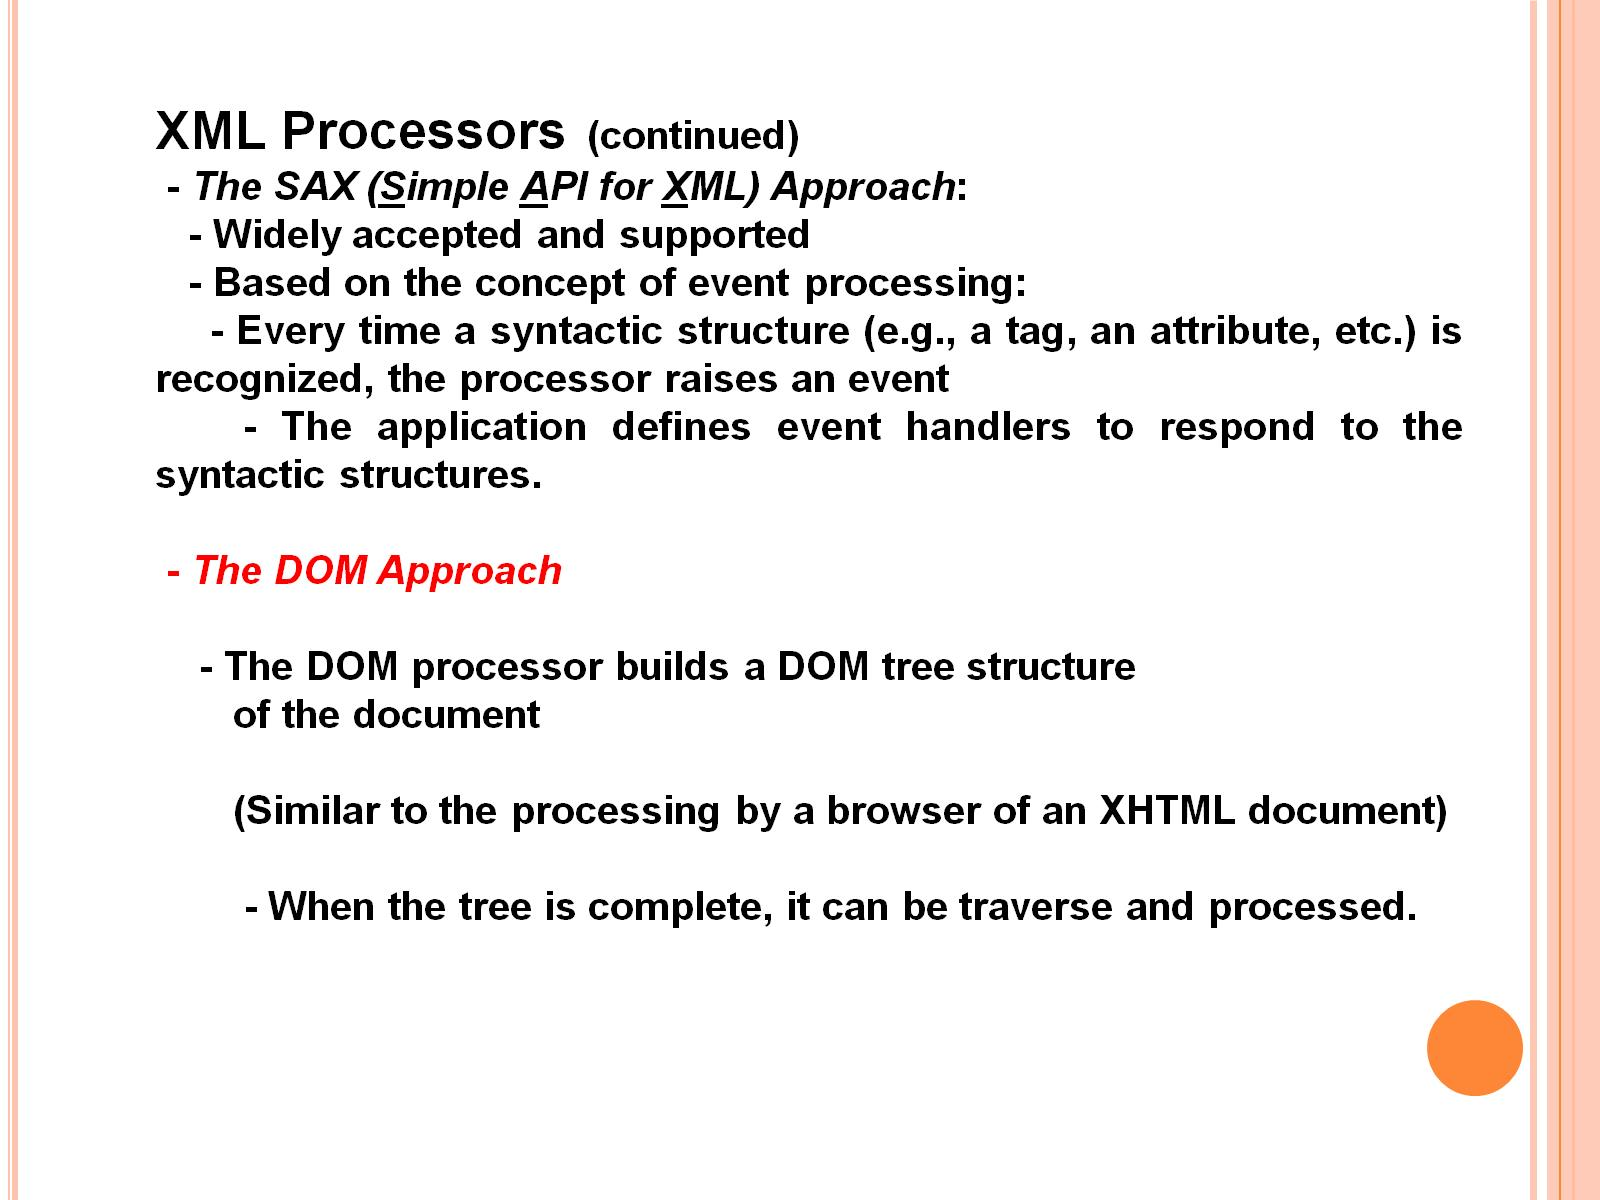 XML Processors (continued)
- The SAX (Simple API for XML) Approach:
- Widely accepted and supported
- Based on the concept of event processing:
- Every time a syntactic structure (e.g., a tag, an attribute, etc.) is
recognized, the processor raises an event
- The application defines event handlers to respond to the
syntactic structures.
- The DOM Approach
- The DOM processor builds a DOM tree structure
of the document
(Similar to the processing by a browser of an XHTML document)
- When the tree is complete, it can be traverse and processed.